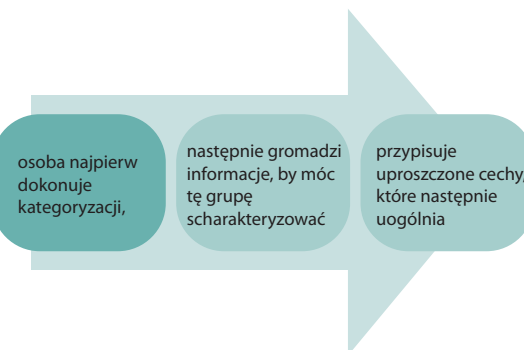 osoba najpierw
dokonuje
kategoryzacji,
następnie gromadzi
informacje, by móc
tę grupę
scharakteryzować
przypisuje
uproszczone cechy,
które następnie
uogólnia